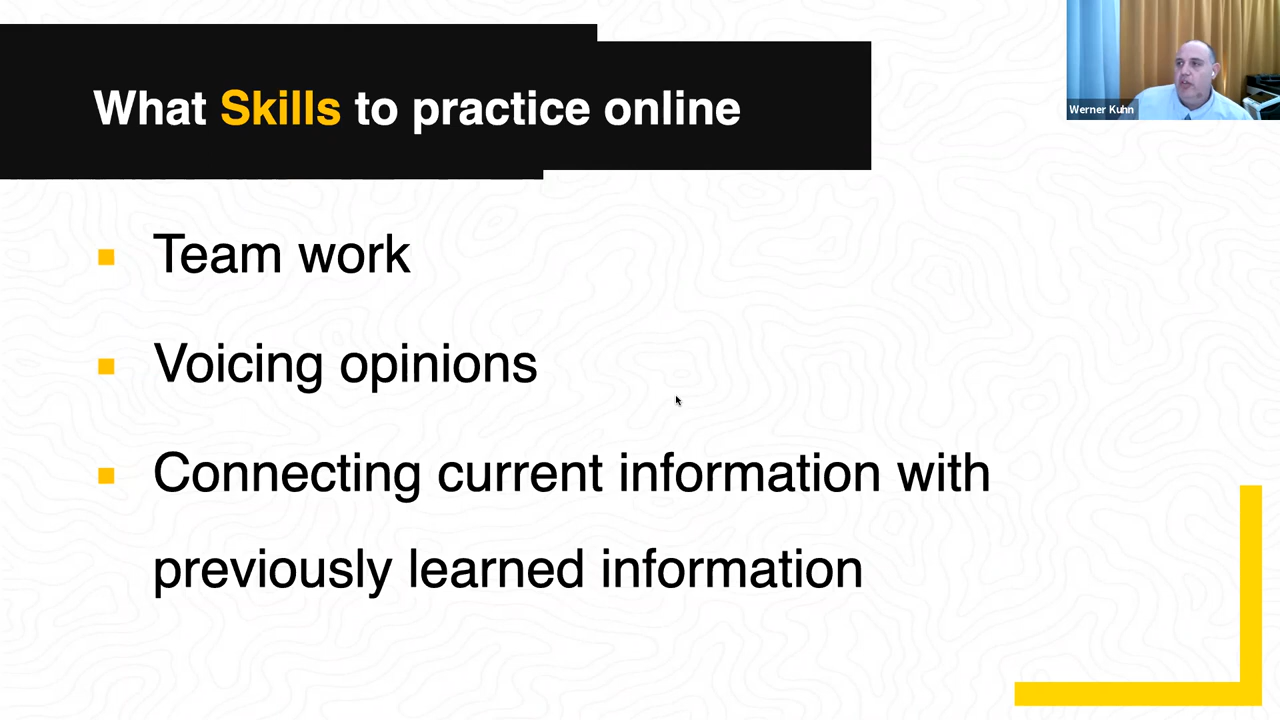 What Skills to practice online
Werner Kuhn
Team work
Voicing opinions
Connecting current information with
previously learned information